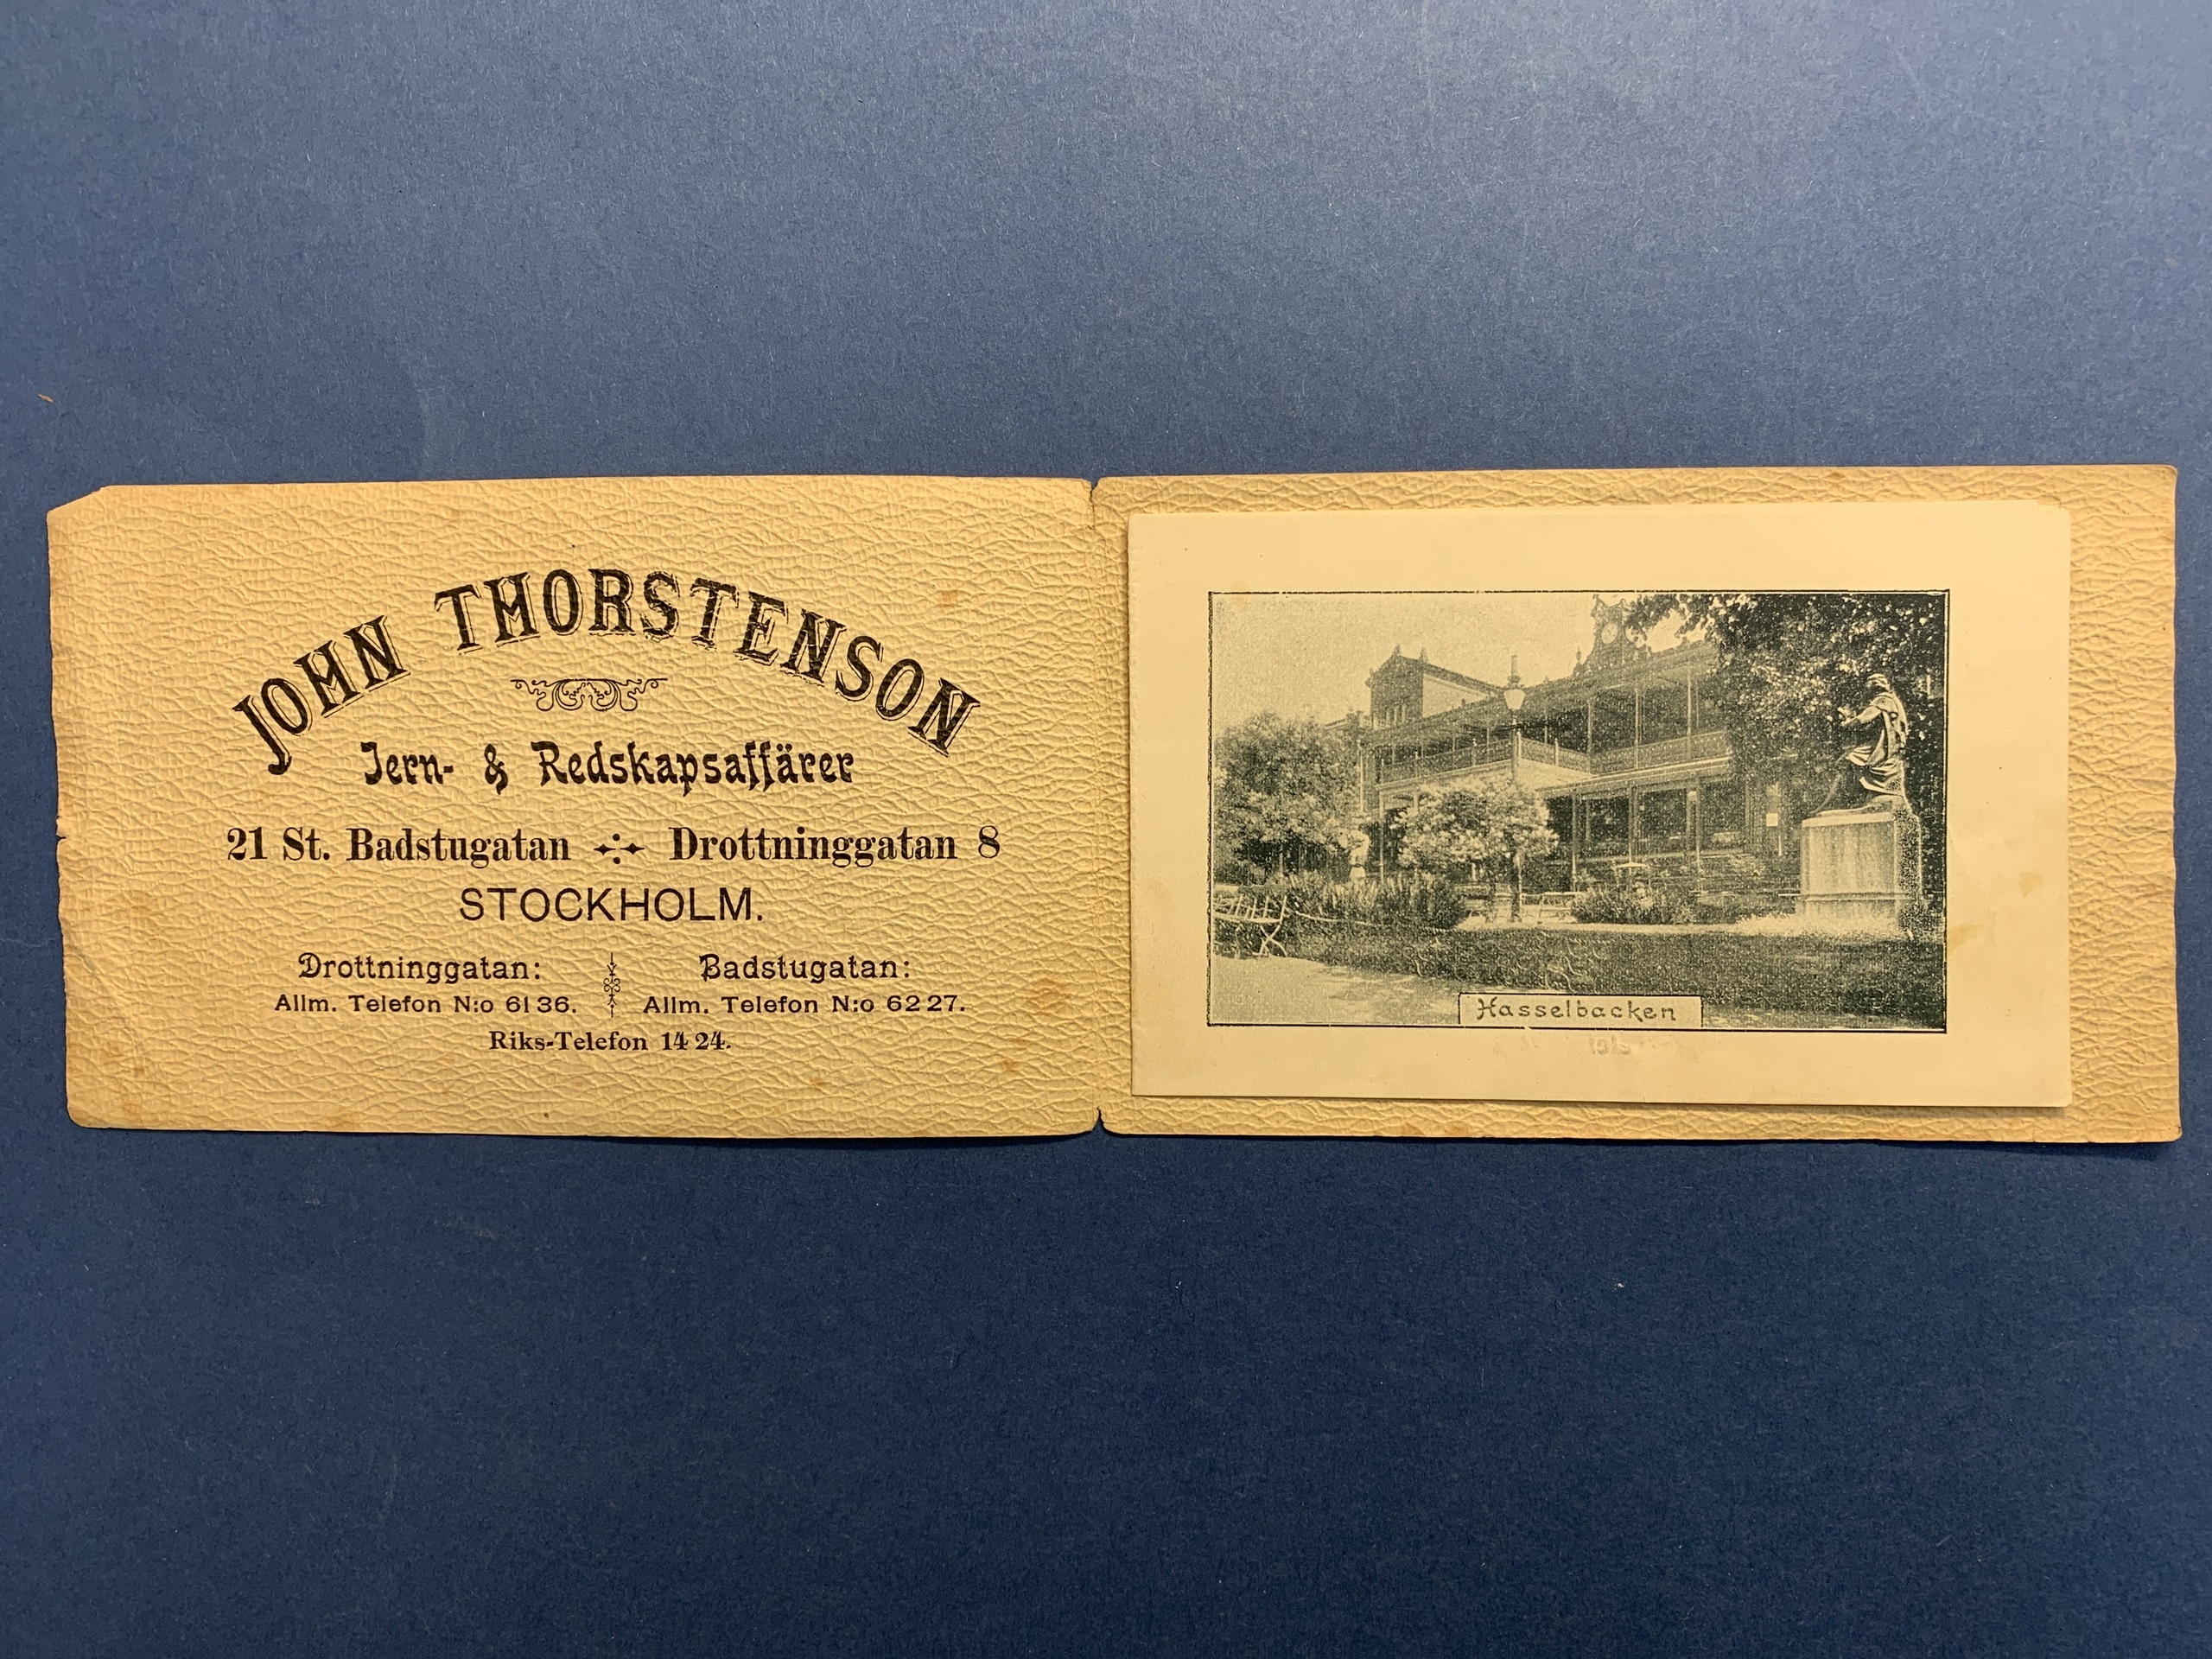 JOHN THORSTENSON
Jern- & Redskapsaffärer
21 St. Badstugatan Drottninggatan 8
STOCKHOLM.
Drottninggatan:
Allm. Telefon N:o 61 36.
Badstugatan:
Allm. Telefon N:o 62 27.
Riks-Telefon 14 24.
Hasselbacken